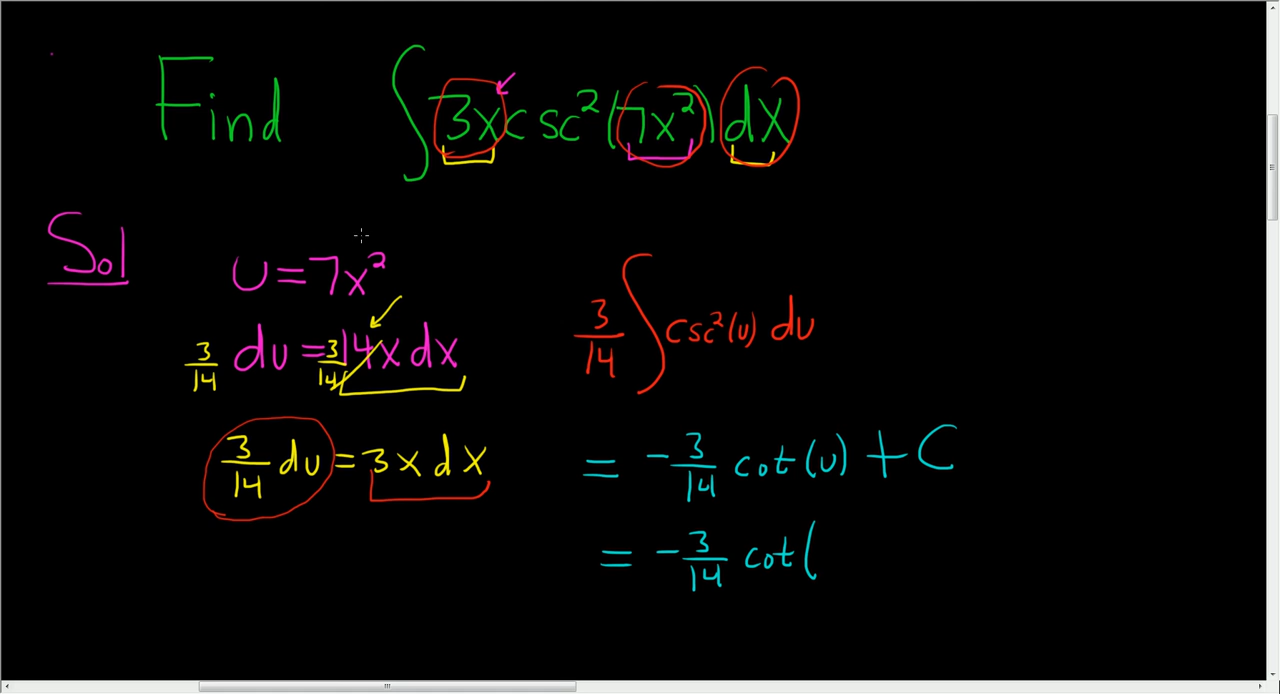 Find ∫ 3x csc²(7x²) dx
Sol
u = 7x²
3/14 du = 3/14 14x dx
3/14 du = 3x dx
3/14 ∫ csc²(u) du
= -3/14 cot(u) + C
= -3/14 cot(